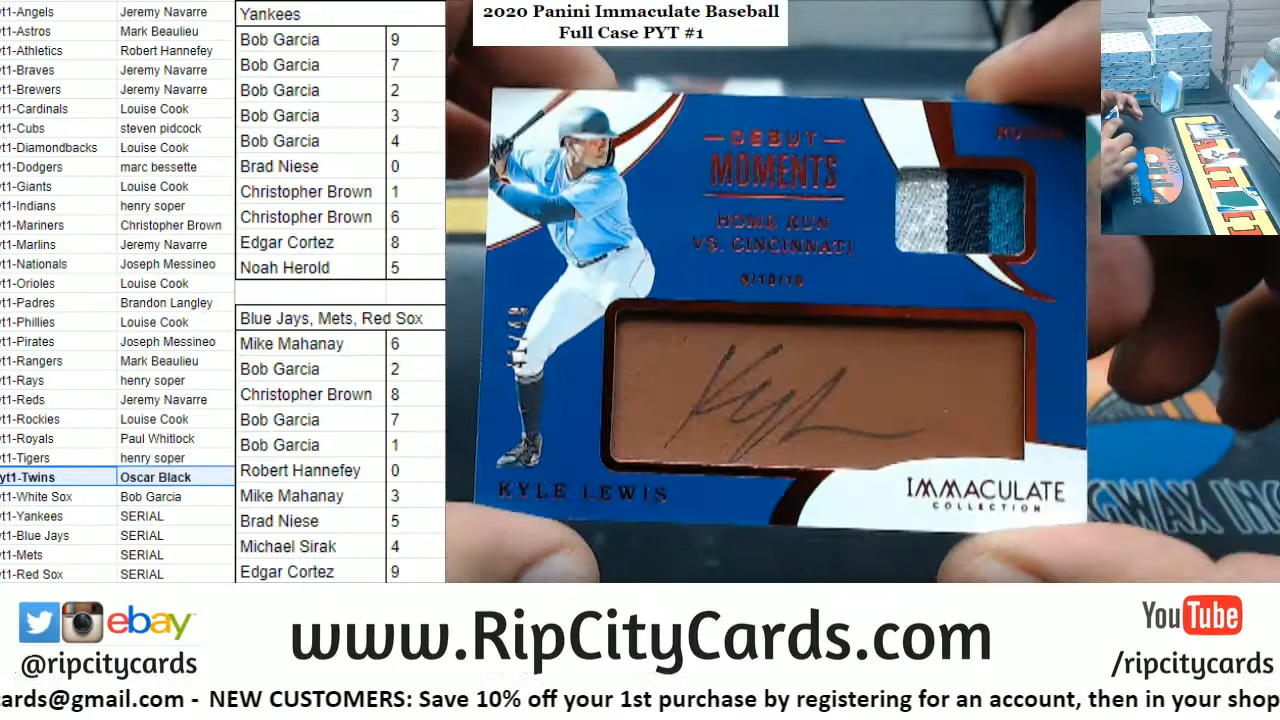 t1-Angels Jeremy Navarre
t1-Astros Mark Beaulieu
t1-Athletics Robert Hannefey
t1-Braves Jeremy Navarre
t1-Brewers Jeremy Navarre
t1-Cardinals Louise Cook
t1-Cubs steven pidcock
t1-Diamondbacks Louise Cook
t1-Dodgers marc bessette
t1-Giants Louise Cook
t1-Indians henry soper
t1-Mariners Christopher Brown
t1-Marlins Jeremy Navarre
t1-Nationals Joseph Messineo
t1-Orioles Louise Cook
t1-Padres Brandon Langley
t1-Phillies Louise Cook
t1-Pirates Joseph Messineo
t1-Rangers Mark Beaulieu
t1-Rays henry soper
t1-Reds Jeremy Navarre
t1-Rockies Louise Cook
t1-Royals Paul Whitlock
t1-Tigers henry soper
yt1-Twins Oscar Black
t1-White Sox Bob Garcia
t1-Yankees SERIAL
t1-Blue Jays SERIAL
t1-Mets SERIAL
t1-Red Sox SERIAL
Yankees
Bob Garcia 9
Bob Garcia 7
Bob Garcia 2
Bob Garcia 3
Bob Garcia 4
Brad Niese 0
Christopher Brown 1
Christopher Brown 6
Edgar Cortez 8
Noah Herold 5
Blue Jays, Mets, Red Sox
Mike Mahanay 6
Bob Garcia 2
Christopher Brown 8
Bob Garcia 7
Bob Garcia 1
Robert Hannefey 0
Mike Mahanay 3
Brad Niese 5
Michael Sirak 4
Edgar Cortez 9
2020 Panini Immaculate Baseball
Full Case PYT #1
DEBUT
MOMENTS
HOME RUN
VS. CINCINNATI
9/10/19
KYLE LEWIS
IMMACULATE
COLLECTION
GWAX INC
ebay
@ripcitycards
www.RipCityCards.com
YouTube
/ripcitycards
cards@gmail.com - NEW CUSTOMERS: Save 10% off your 1st purchase by registering for an account, then in your shop